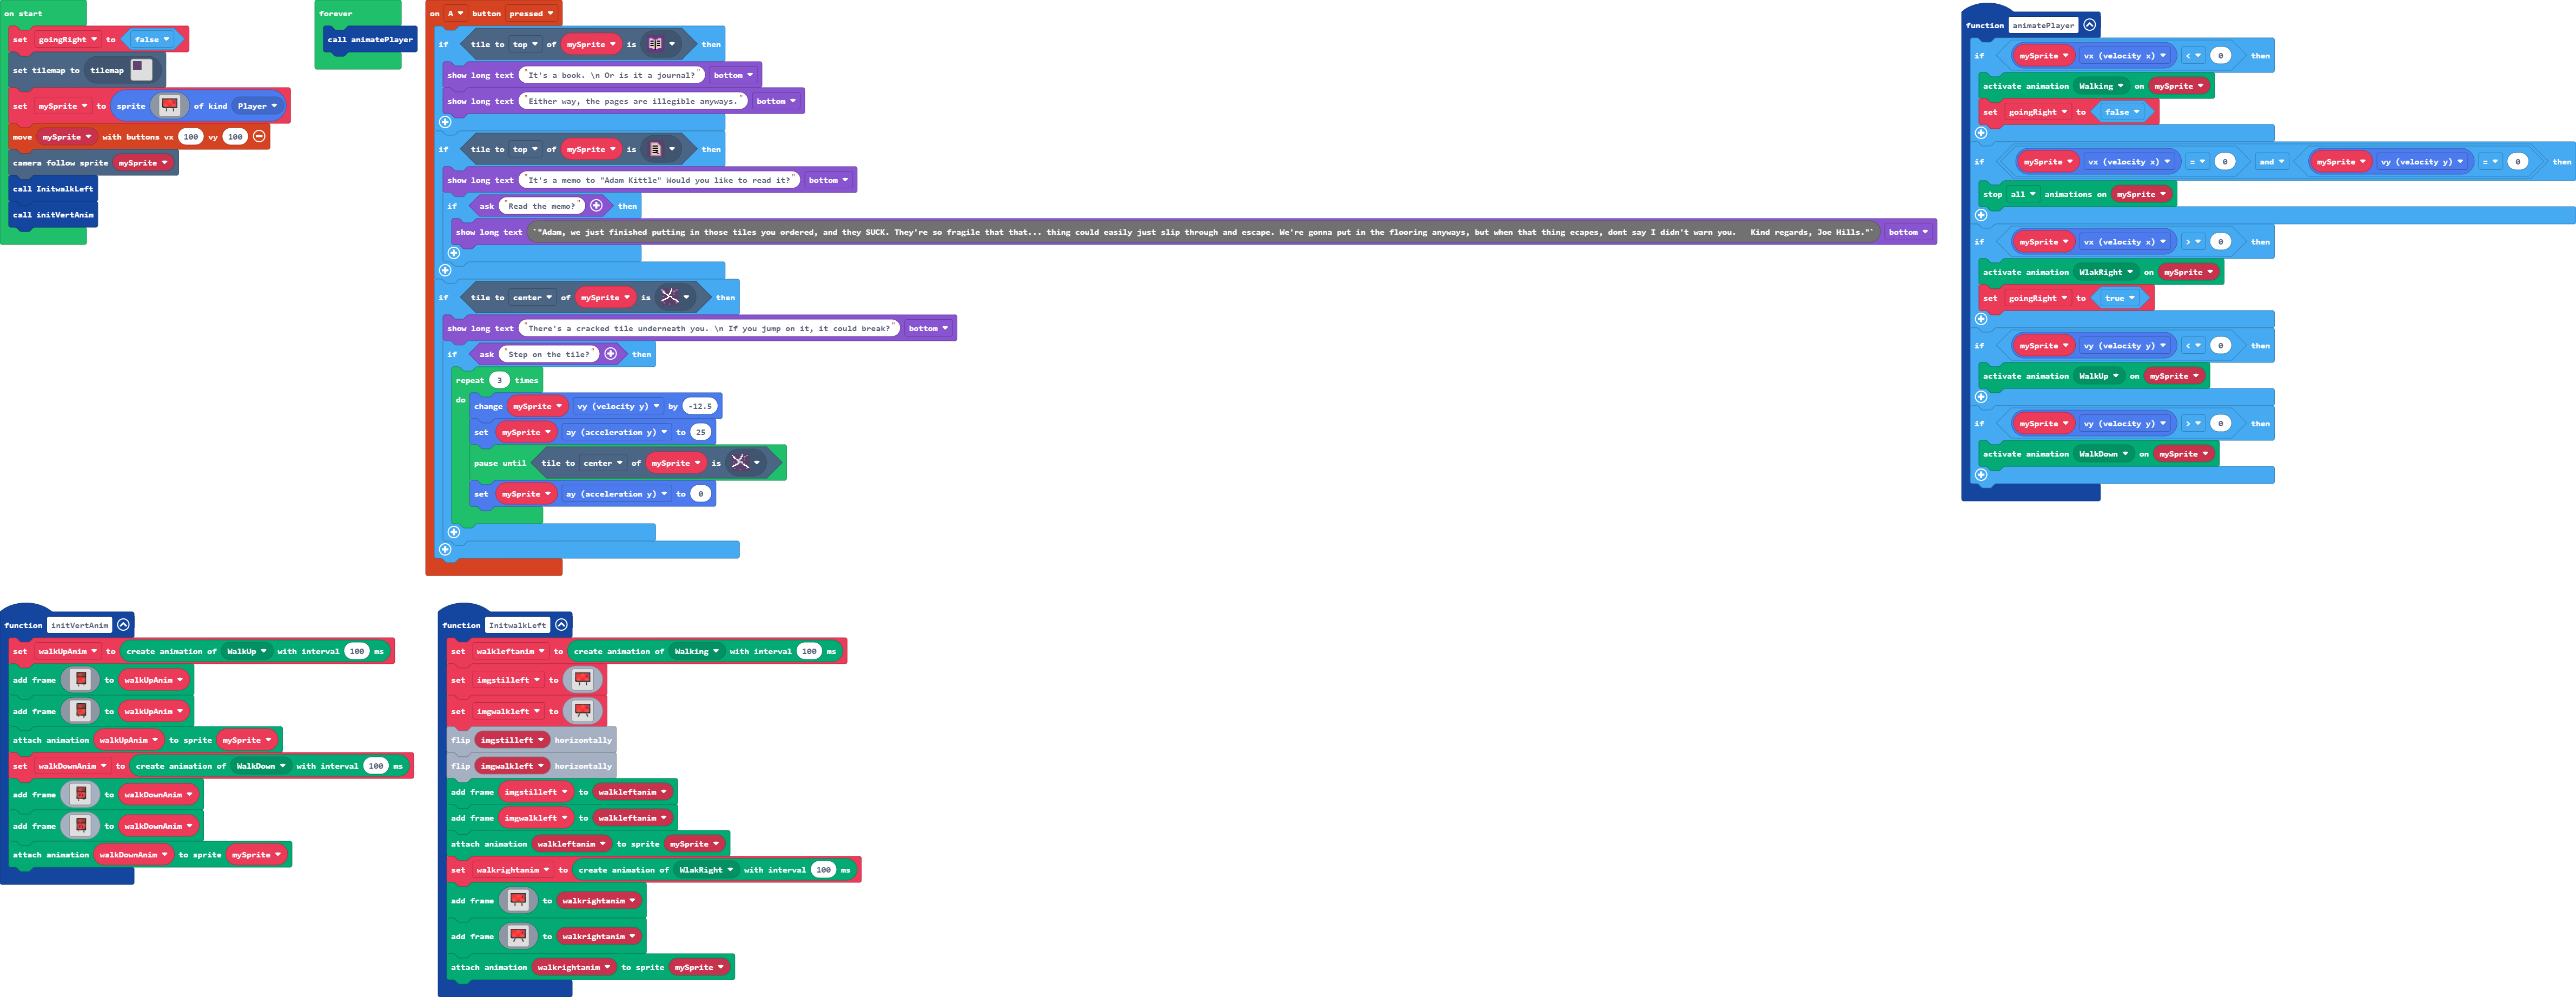 on start
set goingRight to false
set tilemap to tilemap
set mySprite to sprite of kind Player
move mySprite with buttons vx 100 vy 100
camera follow sprite mySprite
call InitwalkLeft
call initVertAnim
forever
call animatePlayer
on A button pressed
if tile to top of mySprite is then
show long text "It's a book. \n Or is it a journal?" bottom
show long text "Either way, the pages are illegible anyways." bottom
if tile to top of mySprite is then
show long text "It's a memo to "Adam Kittle" Would you like to read it?" bottom
if ask "Read the memo?" then
show long text `"Adam, we just finished putting in those tiles you ordered, and they SUCK. They're so fragile that that... thing could easily just slip through and escape. We're gonna put in the flooring anyways, but when that thing ecapes, dont say I didn't warn you. Kind regards, Joe Hills."` bottom
if tile to center of mySprite is then
show long text "There's a cracked tile underneath you. \n If you jump on it, it could break?" bottom
if ask "Step on the tile?" then
repeat 3 times
do
change mySprite vy (velocity y) by -12.5
set mySprite ay (acceleration y) to 25
pause until tile to center of mySprite is
set mySprite ay (acceleration y) to 0
function animatePlayer
if mySprite vx (velocity x) < 0 then
activate animation Walking on mySprite
set goingRight to false
if mySprite vx (velocity x) = 0 and mySprite vy (velocity y) = 0 then
stop all animations on mySprite
if mySprite vx (velocity x) > 0 then
activate animation WlakRight on mySprite
set goingRight to true
if mySprite vy (velocity y) < 0 then
activate animation WalkUp on mySprite
if mySprite vy (velocity y) > 0 then
activate animation WalkDown on mySprite
function initVertAnim
set walkUpAnim to create animation of WalkUp with interval 100 ms
add frame to walkUpAnim
add frame to walkUpAnim
attach animation walkUpAnim to sprite mySprite
set walkDownAnim to create animation of WalkDown with interval 100 ms
add frame to walkDownAnim
add frame to walkDownAnim
attach animation walkDownAnim to sprite mySprite
function InitwalkLeft
set walkleftanim to create animation of Walking with interval 100 ms
set imgstilleft to
set imgwalkleft to
flip imgstilleft horizontally
flip imgwalkleft horizontally
add frame imgstilleft to walkleftanim
add frame imgwalkleft to walkleftanim
attach animation walkleftanim to sprite mySprite
set walkrightanim to create animation of WlakRight with interval 100 ms
add frame to walkrightanim
add frame to walkrightanim
attach animation walkrightanim to sprite mySprite